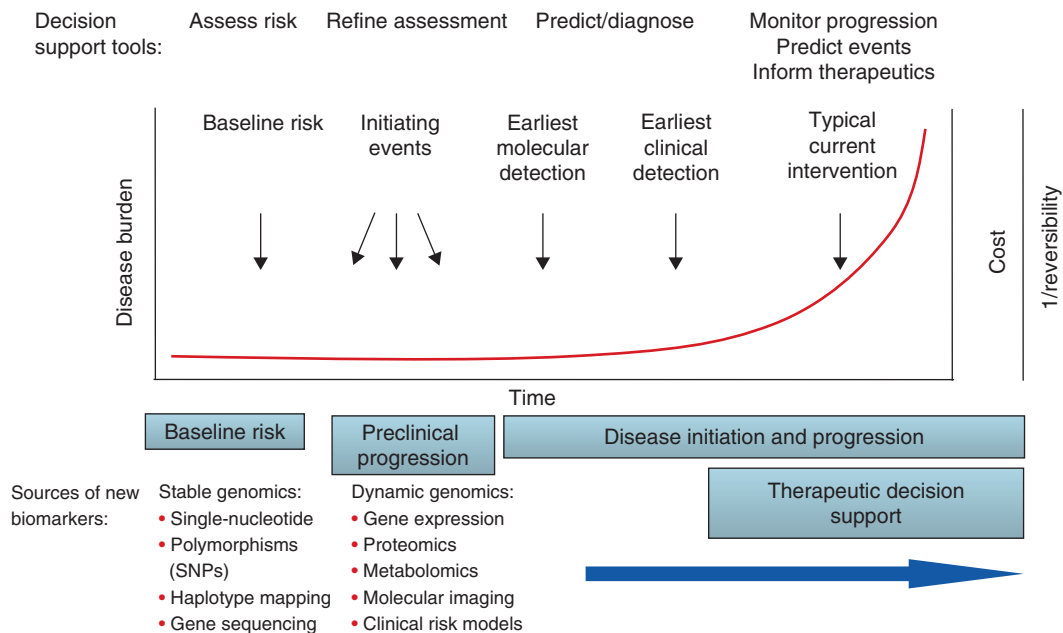 Decision
support tools:
Assess risk
Refine assessment
Predict/diagnose
Monitor progression
Predict events
Inform therapeutics
Baseline risk
Initiating
events
Earliest
molecular
detection
Earliest
clinical
detection
Typical
current
intervention
Disease burden
Cost
1/reversibility
Time
Baseline risk
Preclinical
progression
Disease initiation and progression
Therapeutic decision
support
Sources of new
biomarkers:
Stable genomics:
• Single-nucleotide
• Polymorphisms
(SNPs)
• Haplotype mapping
• Gene sequencing
Dynamic genomics:
• Gene expression
• Proteomics
• Metabolomics
• Molecular imaging
• Clinical risk models